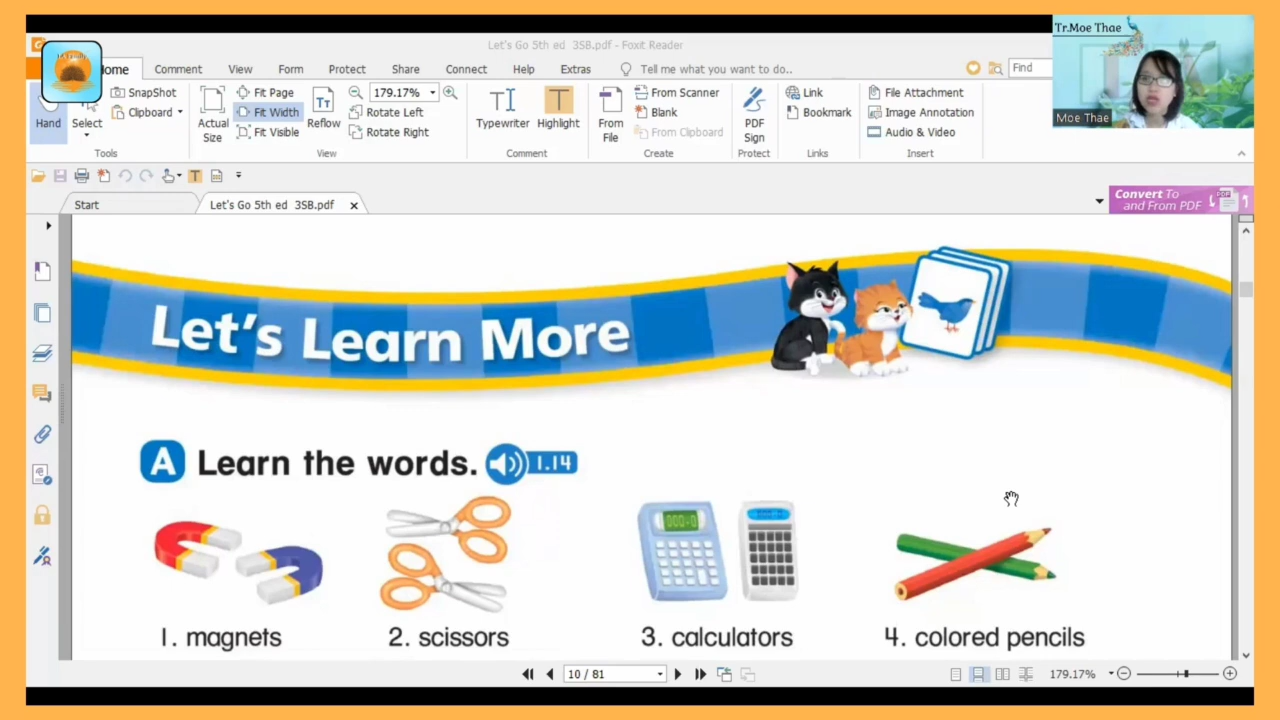 Let's Go 5th ed 3SB.pdf - Foxit Reader
Tr.Moe Thae
Home Comment View Form Protect Share Connect Help Extras Tell me what you want to do.. Find
Hand
Select
SnapShot
Clipboard
Tools
Actual Size
Fit Page
Fit Width
Fit Visible
Reflow
179.17%
Rotate Left
Rotate Right
View
Typewriter
Highlight
Comment
From File
From Scanner
Blank
From Clipboard
Create
PDF Sign
Protect
Link
Bookmark
Links
File Attachment
Image Annotation
Audio & Video
Insert
Moe Thae
Start Let's Go 5th ed 3SB.pdf
Convert To
and From PDF
Let's Learn More
A Learn the words. 1.14
1. magnets 2. scissors 3. calculators 4. colored pencils
10 / 81 179.17%